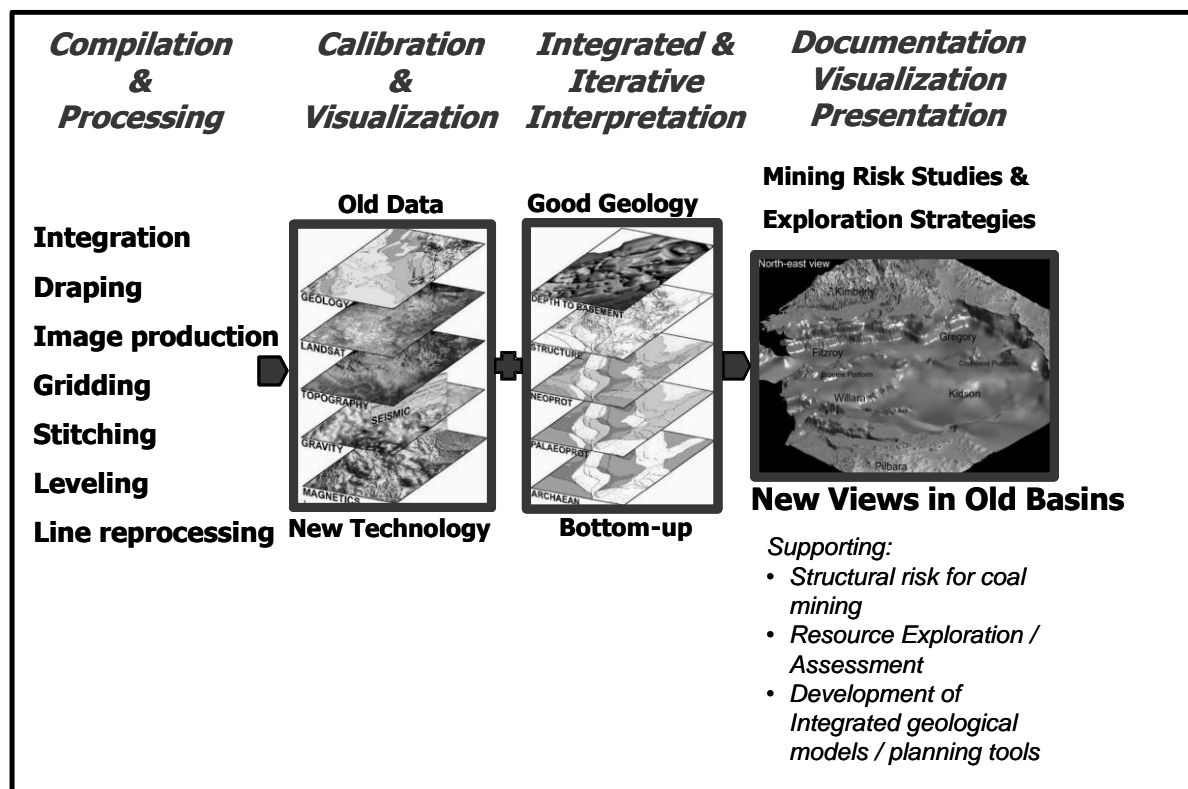 Compilation
&
Processing
Calibration
&
Visualization
Integrated &
Iterative
Interpretation
Documentation
Visualization
Presentation
Integration
Draping
Image production
Gridding
Stitching
Leveling
Line reprocessing
Old Data
GEOLOGY
LANDSAT
TOPOGRAPHY
SEISMIC
GRAVITY
MAGNETICS
New Technology
Good Geology
DEPTH TO BASEMENT
STRUCTURE
NEOPROT
PALAEOPROT
ARCHAEAN
Bottom-up
Mining Risk Studies &
Exploration Strategies
North-east view
Kimberly
Gregory
Fitzroy
Crossland Platform
Broome Platform
Willara
Kidson
Pilbara
New Views in Old Basins
Supporting:
• Structural risk for coal
mining
• Resource Exploration /
Assessment
• Development of
Integrated geological
models / planning tools